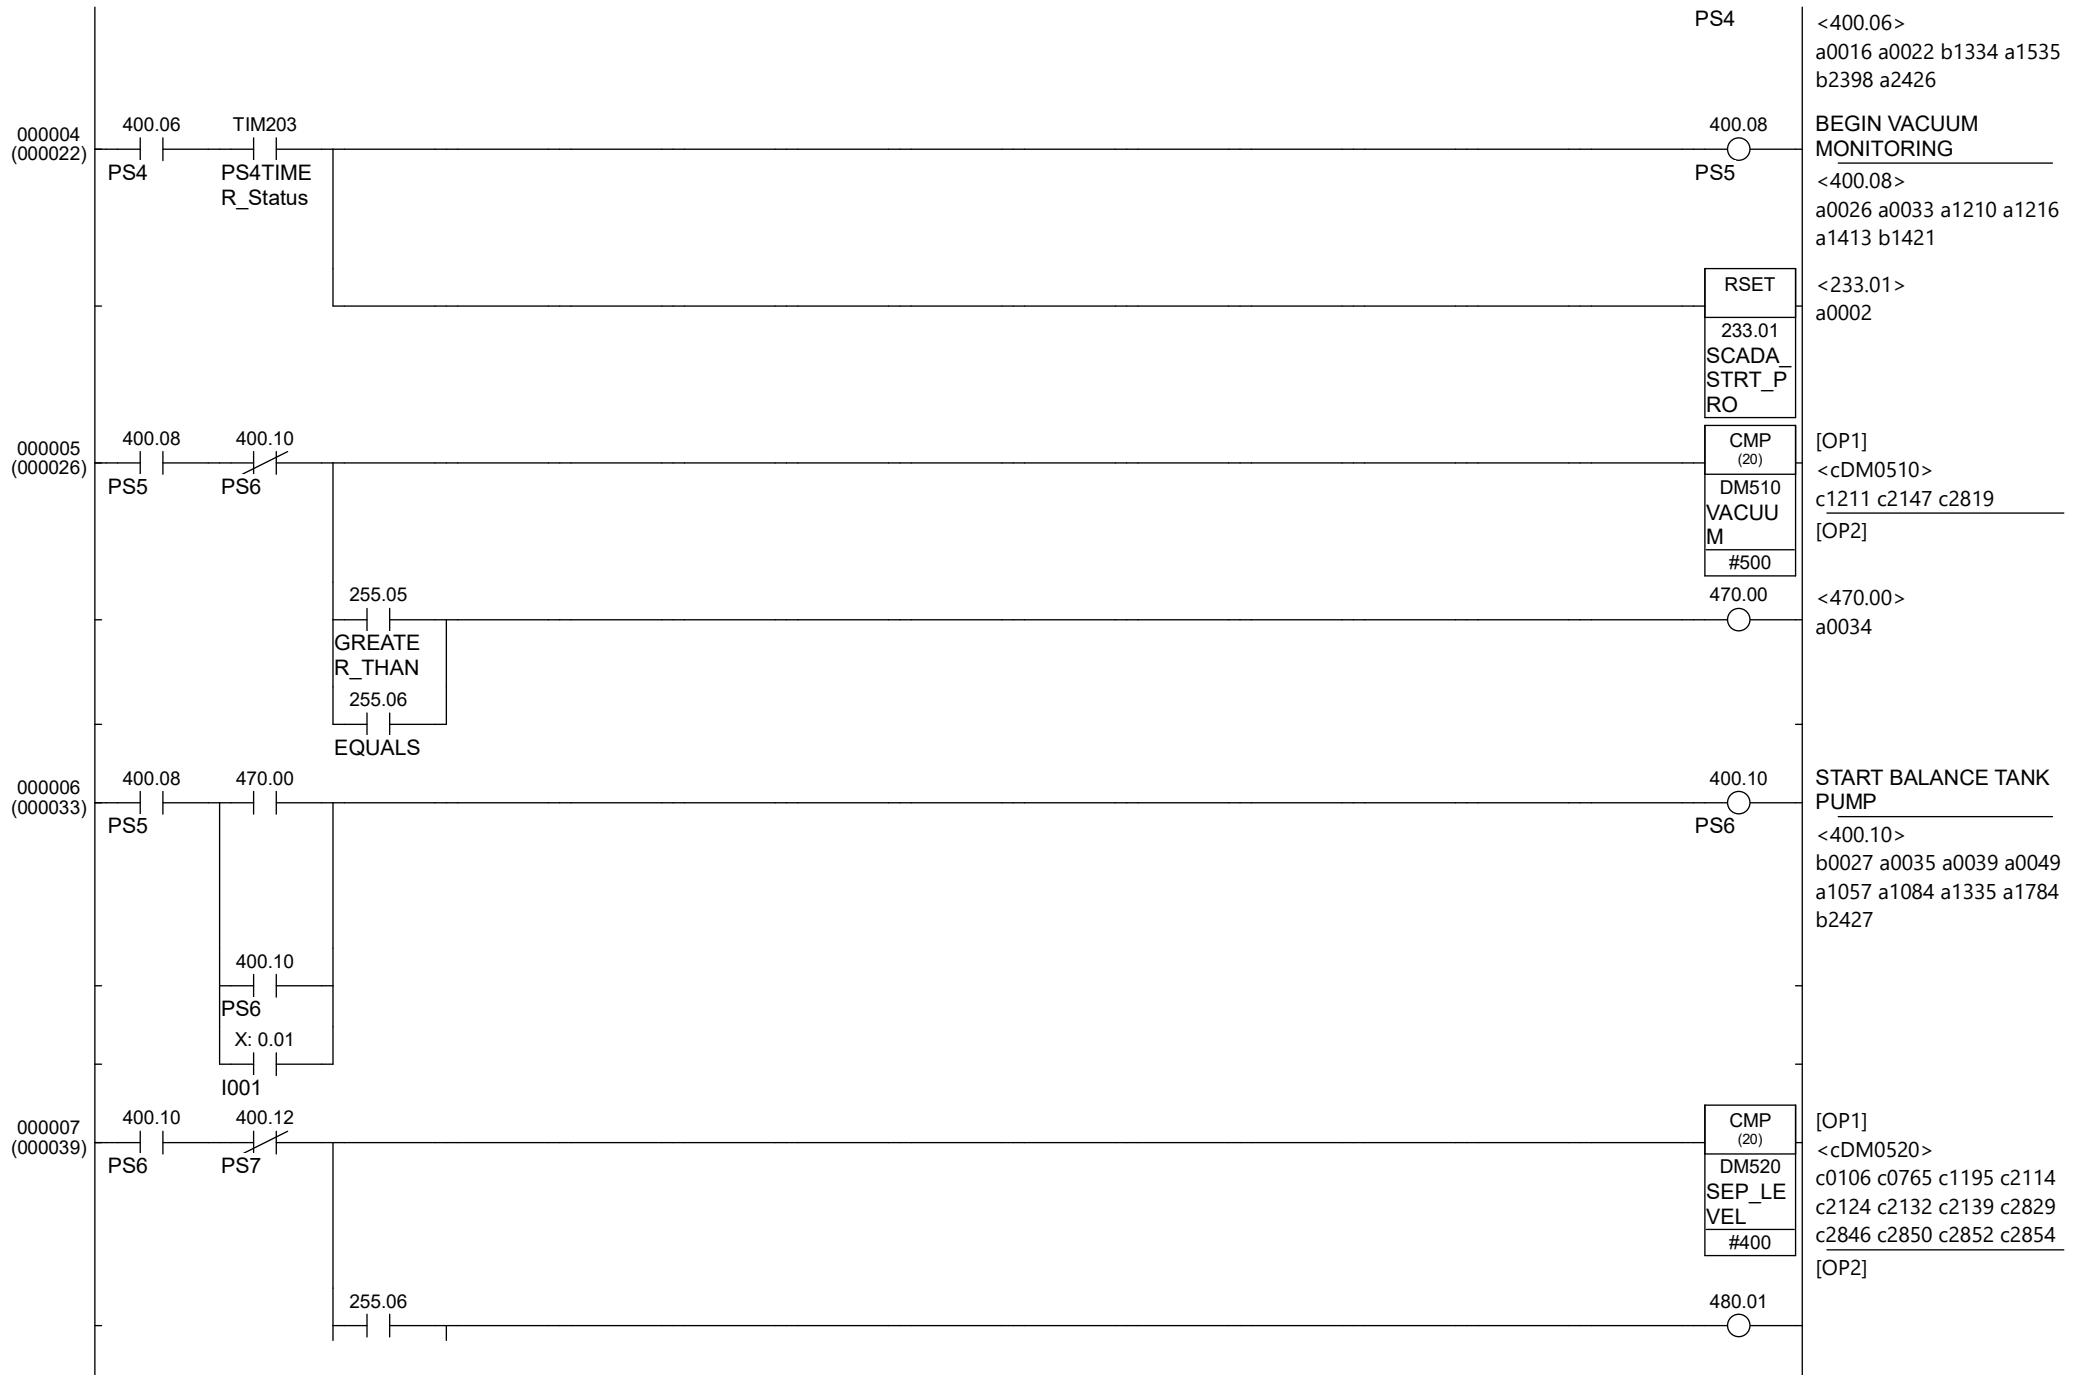 PS4
<400.06>
a0016 a0022 b1334 a1535
b2398 a2426
000004
(000022)
400.06
PS4
TIM203
PS4TIME
R_Status
400.08
PS5
BEGIN VACUUM
MONITORING
<400.08>
a0026 a0033 a1210 a1216
a1413 b1421
RSET
233.01
SCADA_
STRT_P
RO
<233.01>
a0002
000005
(000026)
400.08
PS5
400.10
PS6
CMP
(20)
DM510
VACUU
M
#500
[OP1]
<cDM0510>
c1211 c2147 c2819
[OP2]
255.05
GREATE
R_THAN
255.06
EQUALS
470.00
<470.00>
a0034
000006
(000033)
400.08
PS5
470.00
400.10
PS6
START BALANCE TANK
PUMP
<400.10>
b0027 a0035 a0039 a0049
a1057 a1084 a1335 a1784
b2427
400.10
PS6
X: 0.01
I001
000007
(000039)
400.10
PS6
400.12
PS7
CMP
(20)
DM520
SEP_LE
VEL
#400
[OP1]
<cDM0520>
c0106 c0765 c1195 c2114
c2124 c2132 c2139 c2829
c2846 c2850 c2852 c2854
[OP2]
255.06
480.01